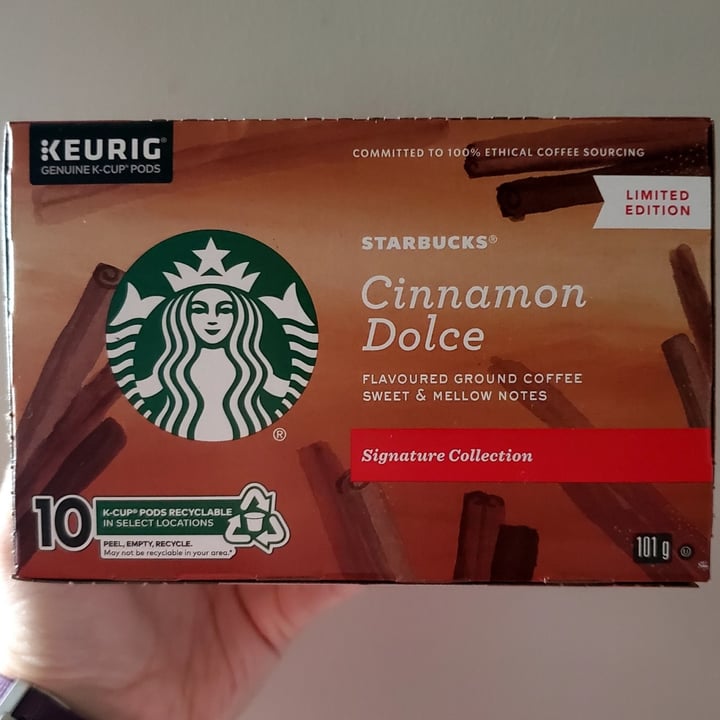 KEURIG®
GENUINE K-CUP® PODS
COMMITTED TO 100% ETHICAL COFFEE SOURCING
LIMITED
EDITION
STARBUCKS®
Cinnamon
Dolce
FLAVOURED GROUND COFFEE
SWEET & MELLOW NOTES
®
Signature Collection
10
K-CUP® PODS RECYCLABLE
IN SELECT LOCATIONS
PEEL, EMPTY, RECYCLE.
May not be recyclable in your area.*
101 g